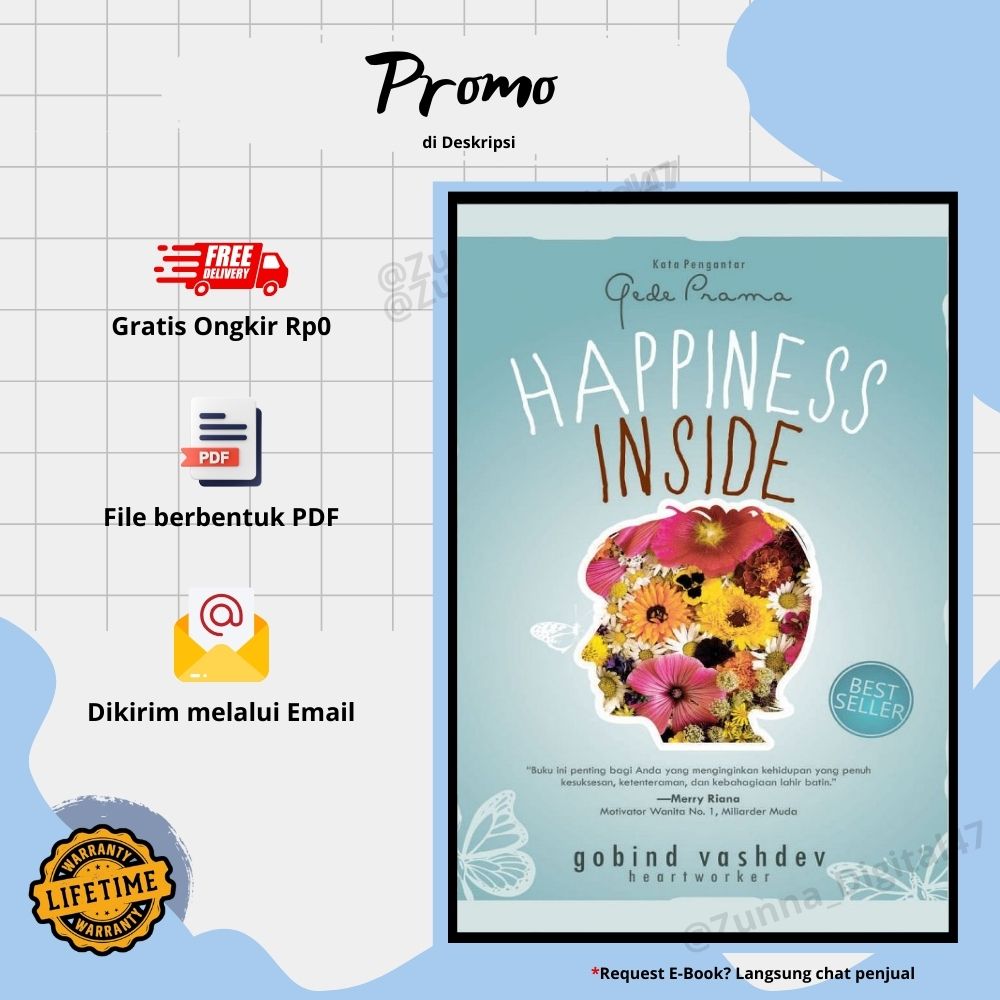 Promo
di Deskripsi
FREE
DELIVERY
Gratis Ongkir Rp0
PDF
File berbentuk PDF
@
Dikirim melalui Email
WARRANTY
LIFETIME
WARRANTY
Kata Pengantar
Gede Prama
HAPPINESS
INSIDE
BEST
SELLER
“Buku ini penting bagi Anda yang menginginkan kehidupan yang penuh
kesuksesan, ketenteraman, dan kebahagiaan lahir batin.”
—Merry Riana
Motivator Wanita No. 1, Miliarder Muda
gobind vashdev
heartworker
@Zunna_Digital47
*Request E-Book? Langsung chat penjual